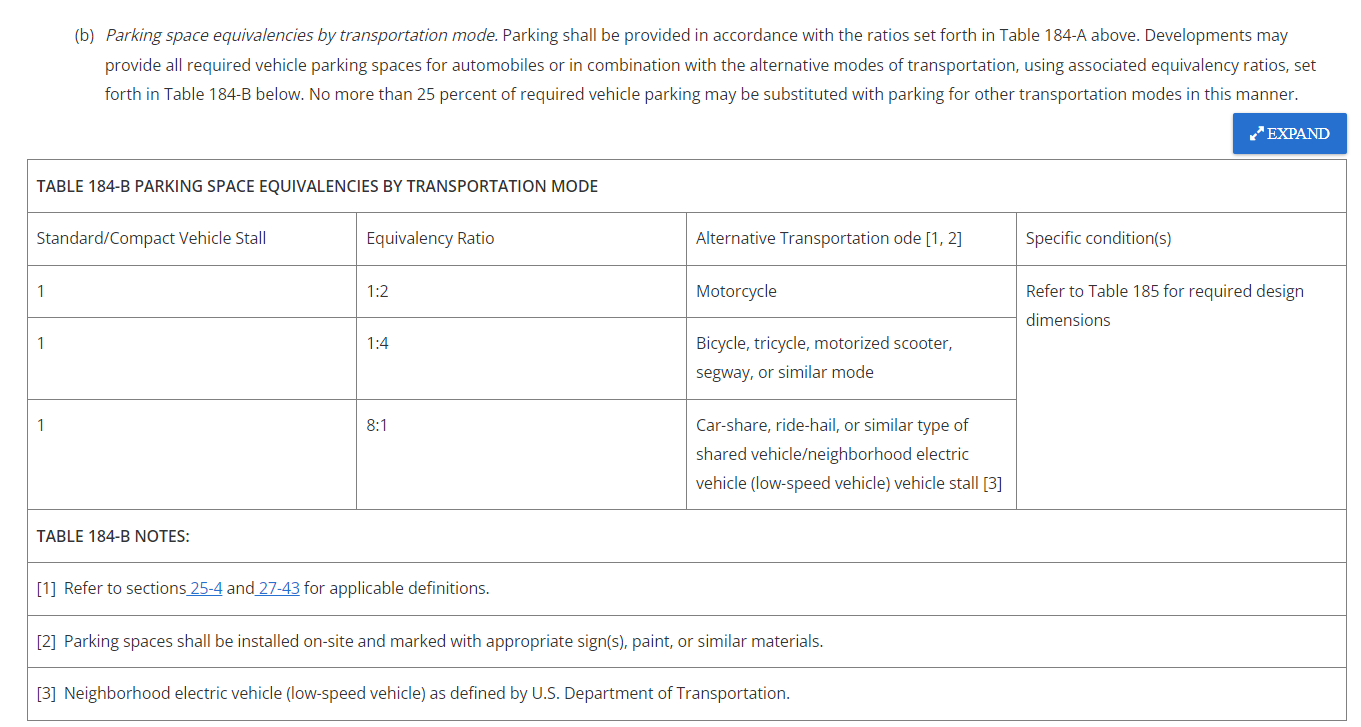 (b) Parking space equivalencies by transportation mode. Parking shall be provided in accordance with the ratios set forth in Table 184-A above. Developments may
provide all required vehicle parking spaces for automobiles or in combination with the alternative modes of transportation, using associated equivalency ratios, set
forth in Table 184-B below. No more than 25 percent of required vehicle parking may be substituted with parking for other transportation modes in this manner.
EXPAND
TABLE 184-B PARKING SPACE EQUIVALENCIES BY TRANSPORTATION MODE
Standard/Compact Vehicle Stall
Equivalency Ratio
Alternative Transportation ode [1, 2]
Specific condition(s)
1
1:2
Motorcycle
Refer to Table 185 for required design
dimensions
1
1:4
Bicycle, tricycle, motorized scooter,
segway, or similar mode
1
8:1
Car-share, ride-hail, or similar type of
shared vehicle/neighborhood electric
vehicle (low-speed vehicle) vehicle stall [3]
TABLE 184-B NOTES:
[1] Refer to sections 25-4 and 27-43 for applicable definitions.
[2] Parking spaces shall be installed on-site and marked with appropriate sign(s), paint, or similar materials.
[3] Neighborhood electric vehicle (low-speed vehicle) as defined by U.S. Department of Transportation.